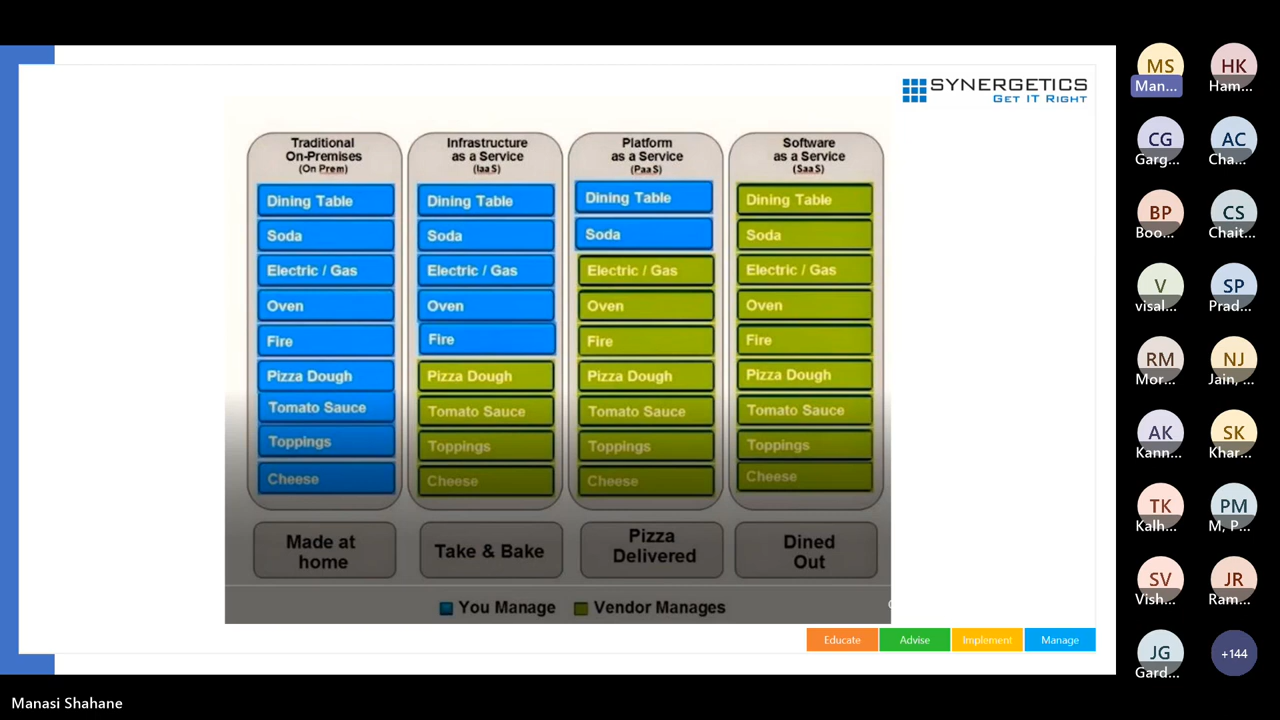 SYNERGETICS
GET IT RIGHT
Traditional
On-Premises
(On Prem)
Dining Table
Soda
Electric / Gas
Oven
Fire
Pizza Dough
Tomato Sauce
Toppings
Cheese
Made at
home
Infrastructure
as a Service
(IaaS)
Dining Table
Soda
Electric / Gas
Oven
Fire
Pizza Dough
Tomato Sauce
Toppings
Cheese
Take & Bake
Platform
as a Service
(PaaS)
Dining Table
Soda
Electric / Gas
Oven
Fire
Pizza Dough
Tomato Sauce
Toppings
Cheese
Pizza
Delivered
Software
as a Service
(SaaS)
Dining Table
Soda
Electric / Gas
Oven
Fire
Pizza Dough
Tomato Sauce
Toppings
Cheese
Dined
Out
You Manage
Vendor Manages
Educate
Advise
Implement
Manage
MS
Man...
HK
Ham...
CG
Garg...
AC
Cha...
BP
Boo...
CS
Chait...
V
visal...
SP
Prad...
RM
Mor...
NJ
Jain, ...
AK
Kann...
SK
Khar...
TK
Kalh...
PM
M, P...
SV
Vish...
JR
Ram...
JG
Gard...
+144
Manasi Shahane